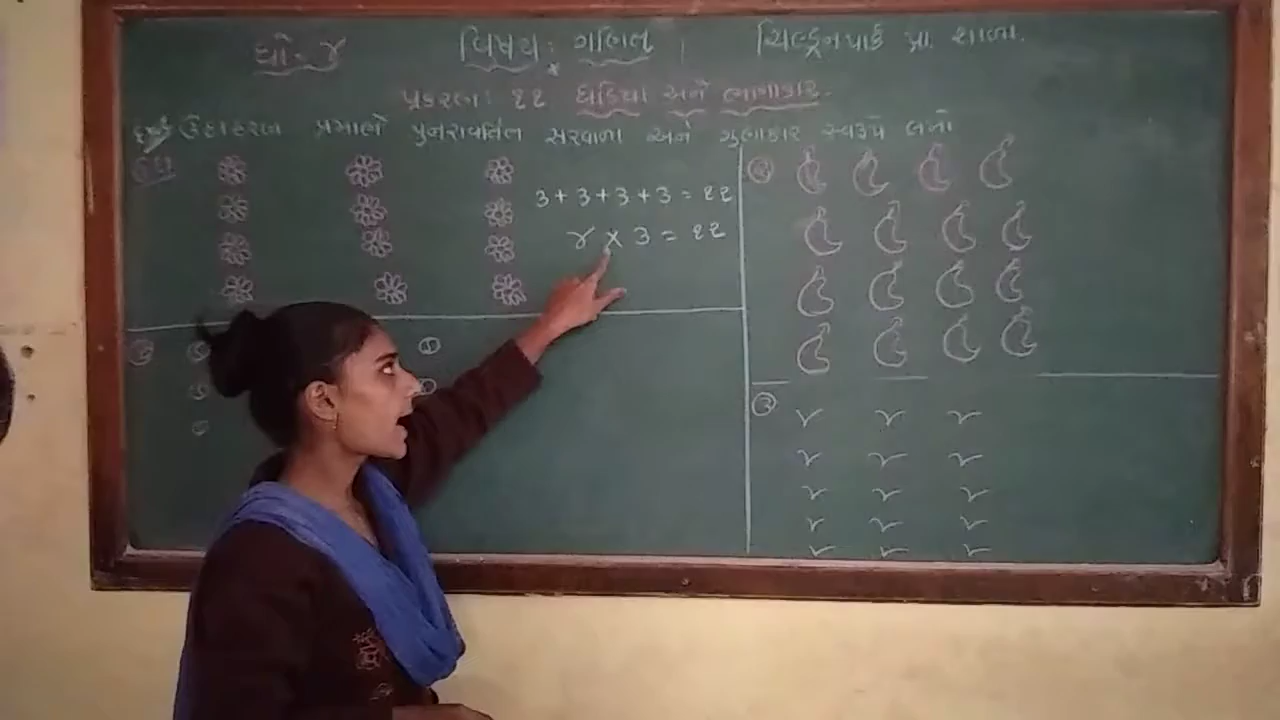 ધો-૪ વિષય: ગણિત ચિલ્ડ્રનપાર્ક પ્રા. શાળા.
પ્રકરણ: ૧૧ ઘડિયા અને ભાગાકાર.
ઉદાહરણ પ્રમાણે પુનરાવર્તિત સરવાળા અને ગુણાકાર સ્વરૂપે લખો
ઉદા
૩+૩+૩+૩=૧૨
૪×૩=૧૨